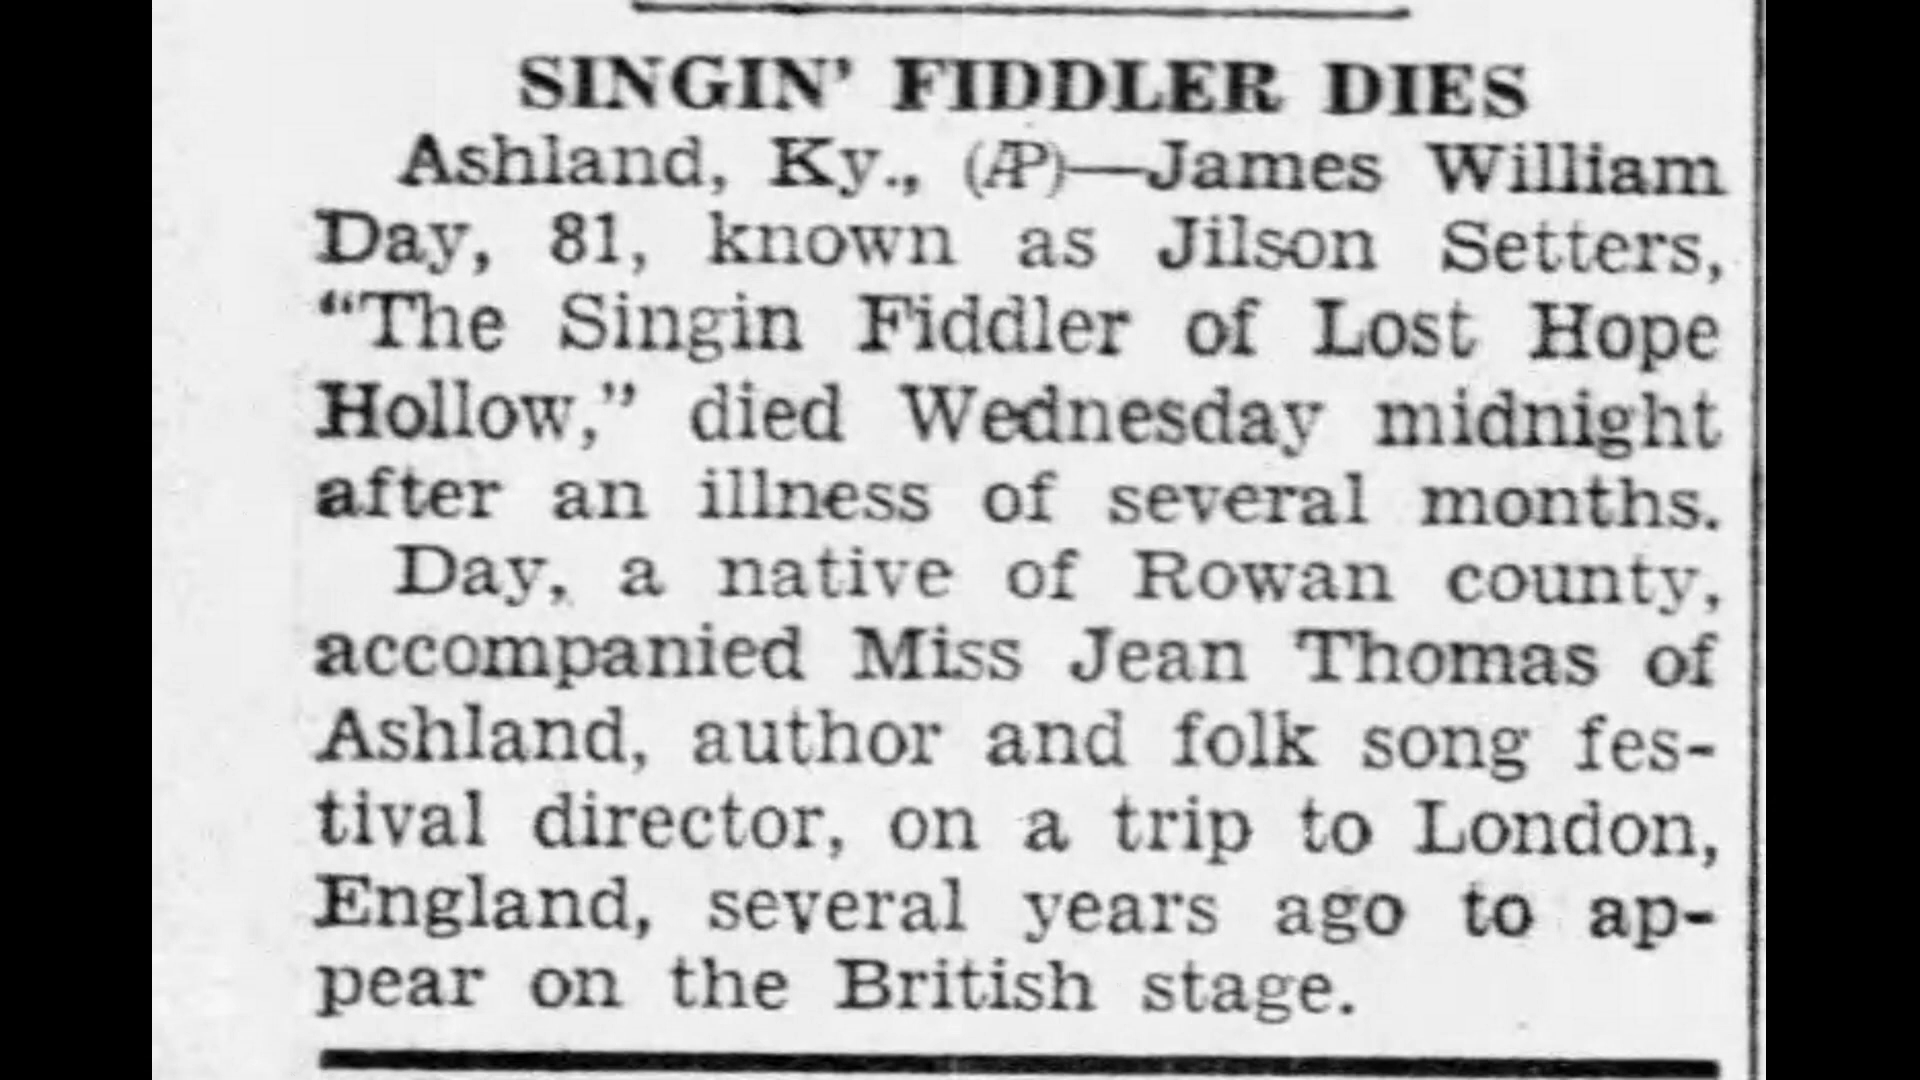 SINGIN' FIDDLER DIES
Ashland, Ky., (AP)—James William
Day, 81, known as Jilson Setters,
“The Singin Fiddler of Lost Hope
Hollow,” died Wednesday midnight
after an illness of several months.
Day, a native of Rowan county,
accompanied Miss Jean Thomas of
Ashland, author and folk song fes-
tival director, on a trip to London,
England, several years ago to ap-
pear on the British stage.